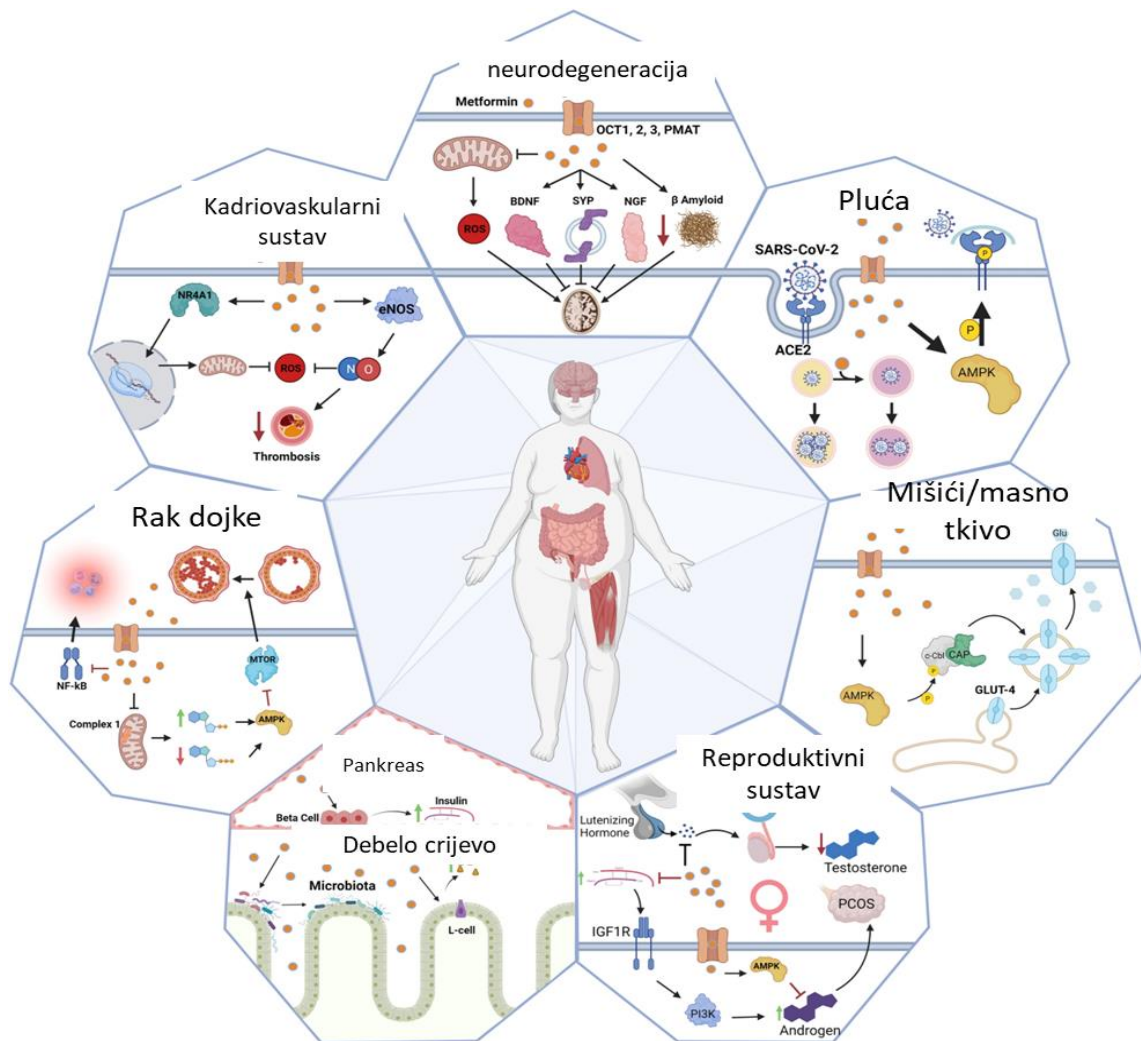 neurodegeneracija
Metformin
OCT1, 2, 3, PMAT
BDNF
SYP
NGF
β Amyloid
ROS
Kadriovaskularni
sustav
NR4A1
eNOS
ROS
N
O
Thrombosis
Pluća
SARS-CoV-2
ACE2
P
P
AMPK
Rak dojke
NF-kB
MTOR
Complex 1
AMPK
Mišići/masno
tkivo
Glu
c-Cbl
CAP
P
P
AMPK
GLUT-4
Pankreas
Beta Cell
Insulin
Debelo crijevo
Microbiota
L-cell
Reproduktivni
sustav
Lutenizing
Hormone
Testosterone
PCOS
IGF1R
AMPK
PI3K
Androgen